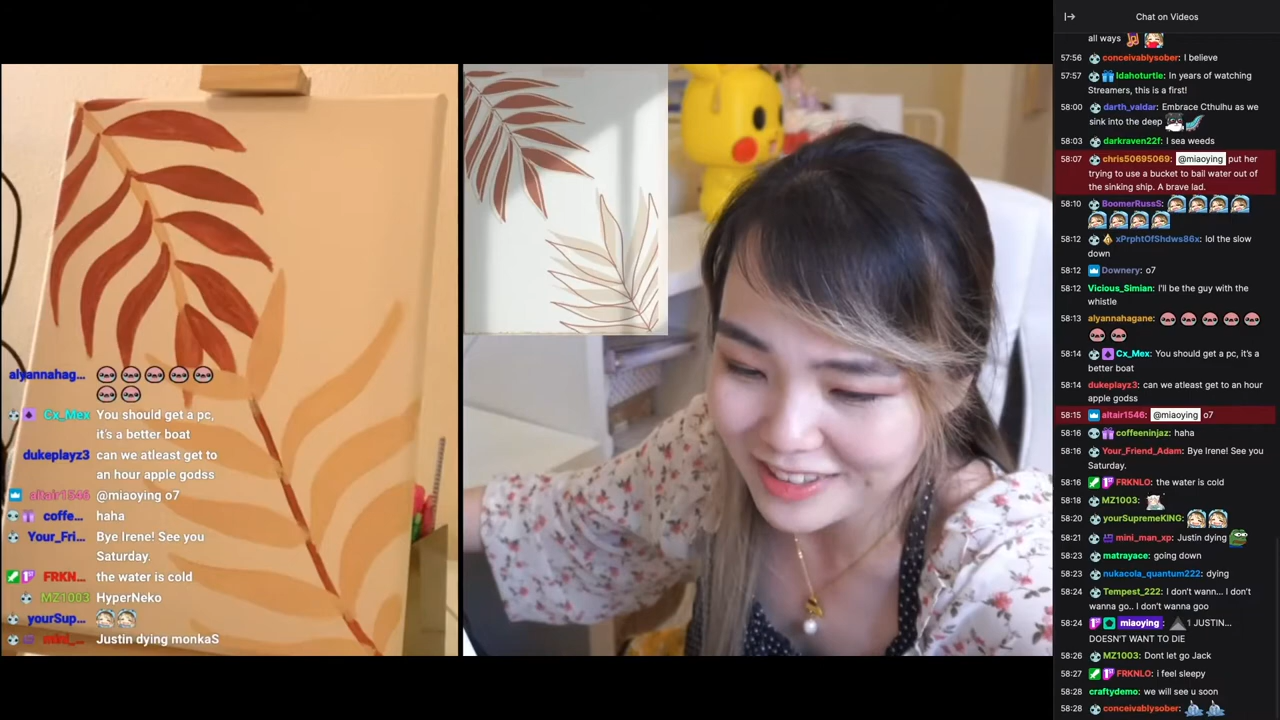 alyannahag...
Cx_Mex You should get a pc,
it's a better boat
dukeplayz3 can we atleast get to
an hour apple godss
altair1546 @miaoying o7
coffe... haha
Your_Fri... Bye Irene! See you
Saturday.
FRKN... the water is cold
MZ1003 HyperNeko
yourSup...
mini_... Justin dying monkaS
Chat on Videos
all ways
57:56 conceivablysober: I believe
57:57 Idahoturtle: In years of watching
Streamers, this is a first!
58:00 darth_valdar: Embrace Cthulhu as we
sink into the deep
58:03 darkraven22f: I sea weeds
58:07 chris50695069: @miaoying put her
trying to use a bucket to bail water out of
the sinking ship. A brave lad.
58:10 BoomerRussS:
58:12 xPrphtOfShdws86x: lol the slow
down
58:12 Downery: o7
58:12 Vicious_Simian: I'll be the guy with the
whistle
58:13 alyannahagane:
58:14 Cx_Mex: You should get a pc, it's a
better boat
58:14 dukeplayz3: can we atleast get to an hour
apple godss
58:15 altair1546: @miaoying o7
58:16 coffeeninjaz: haha
58:16 Your_Friend_Adam: Bye Irene! See you
Saturday.
58:16 FRKNLO: the water is cold
58:18 MZ1003:
58:20 yourSupremeKING:
58:21 mini_man_xp: Justin dying
58:23 matrayace: going down
58:23 nukacola_quantum222: dying
58:24 Tempest_222: I don't wann... I don't
wanna go.. I don't wanna goo
58:24 miaoying: 1 JUSTIN...
DOESN'T WANT TO DIE
58:26 MZ1003: Dont let go Jack
58:27 FRKNLO: i feel sleepy
58:28 craftydemo: we will see u soon
58:28 conceivablysober: